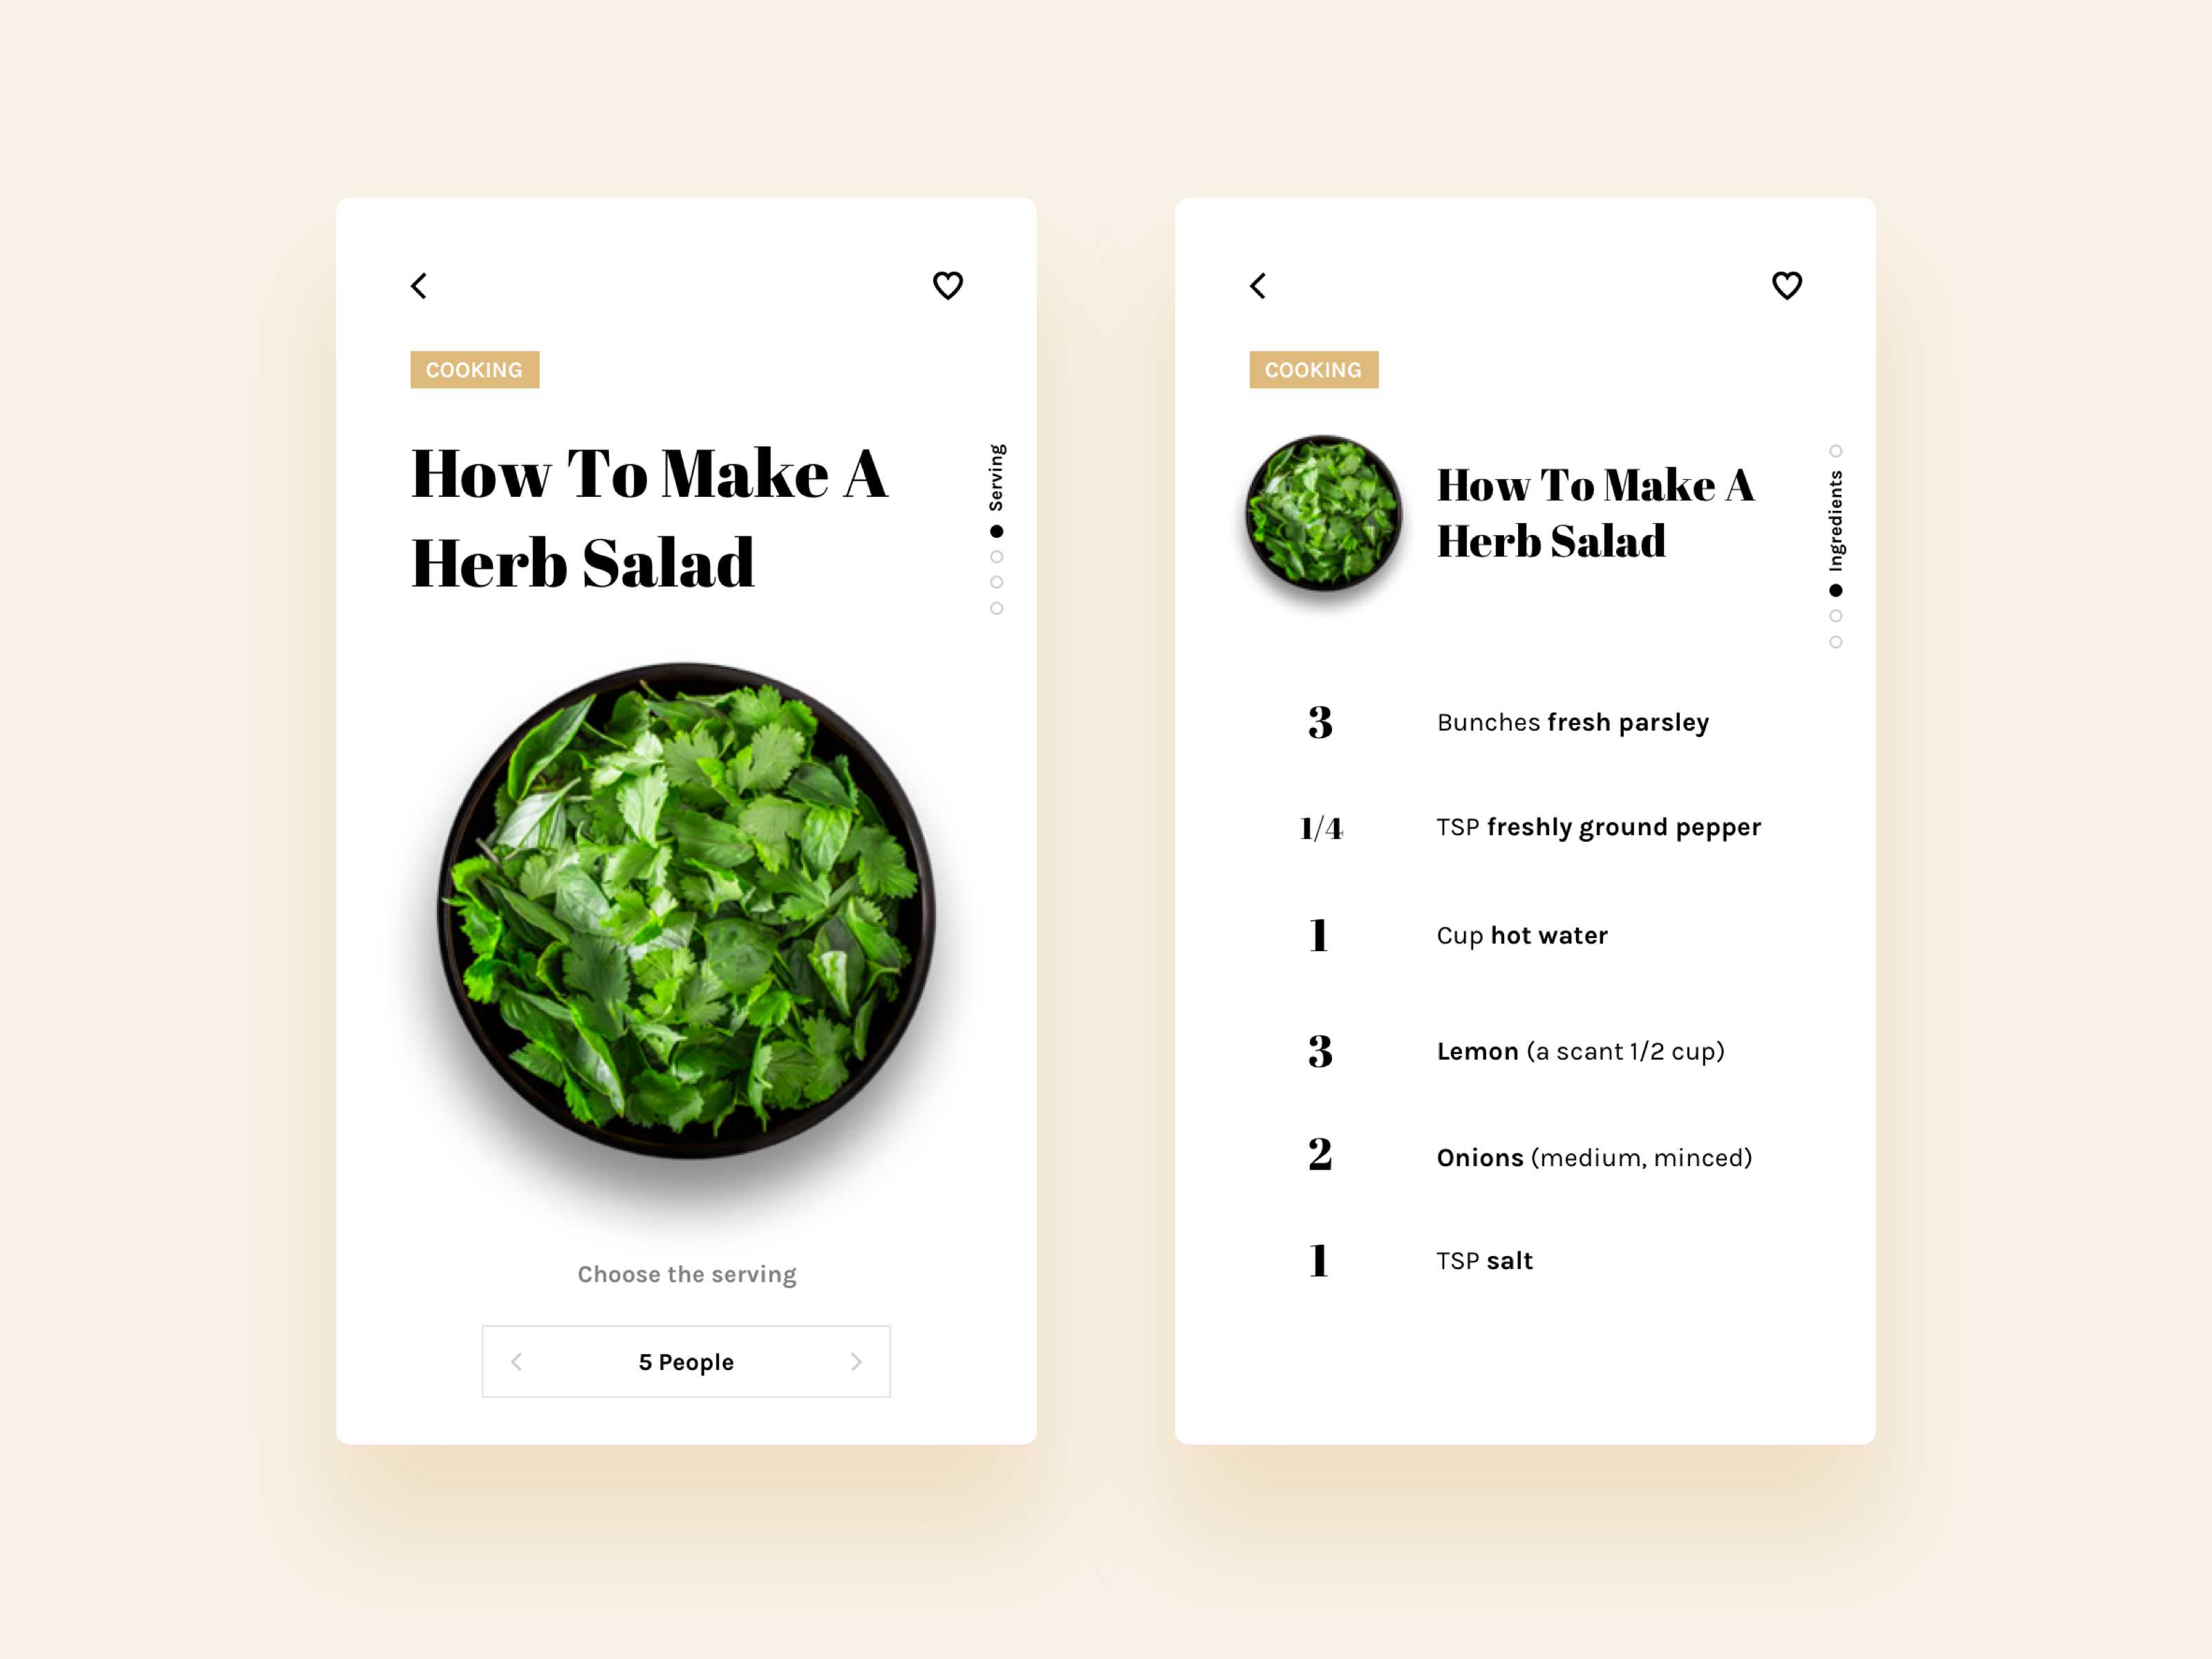 COOKING
How To Make A
Herb Salad
Serving
Choose the serving
5 People
COOKING
How To Make A
Herb Salad
Ingredients
3 Bunches fresh parsley
1/4 TSP freshly ground pepper
1 Cup hot water
3 Lemon (a scant 1/2 cup)
2 Onions (medium, minced)
1 TSP salt